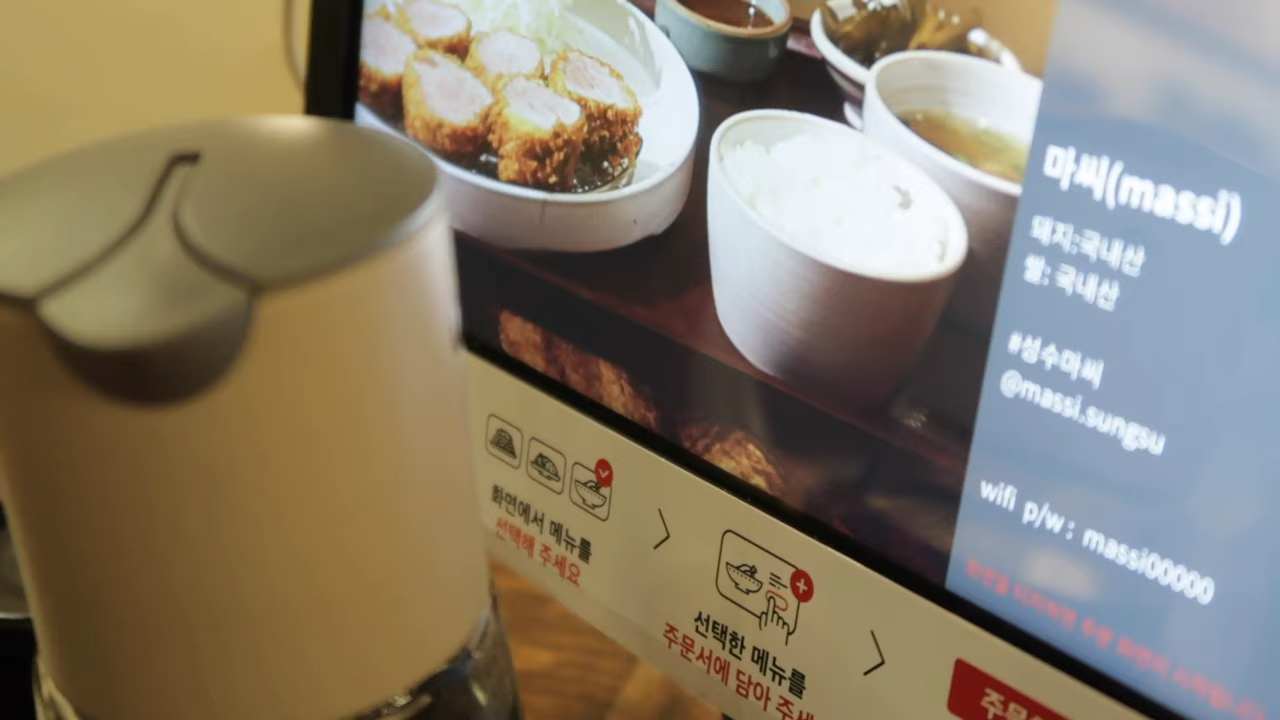 마씨(massi)
돼지:국내산
쌀: 국내산
#성수마씨
@massi.sungsu
wifi p/w : massi00000
화면에서 메뉴를
선택해 주세요
선택한 메뉴를
주문서에 담아 주세